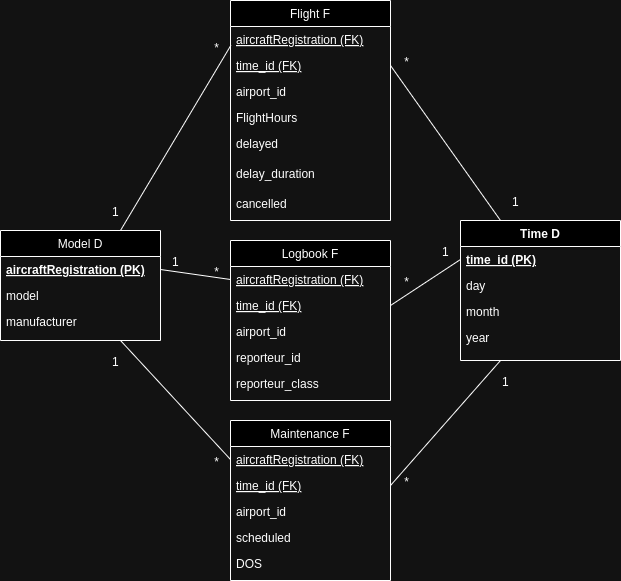 Flight F
aircraftRegistration (FK)
time_id (FK)
airport_id
FlightHours
delayed
delay_duration
cancelled
*
*
1
1
Model D
aircraftRegistration (PK)
model
manufacturer
1
*
1
*
Logbook F
aircraftRegistration (FK)
time_id (FK)
airport_id
reporteur_id
reporteur_class
Time D
time_id (PK)
day
month
year
1
*
1
*
Maintenance F
aircraftRegistration (FK)
time_id (FK)
airport_id
scheduled
DOS